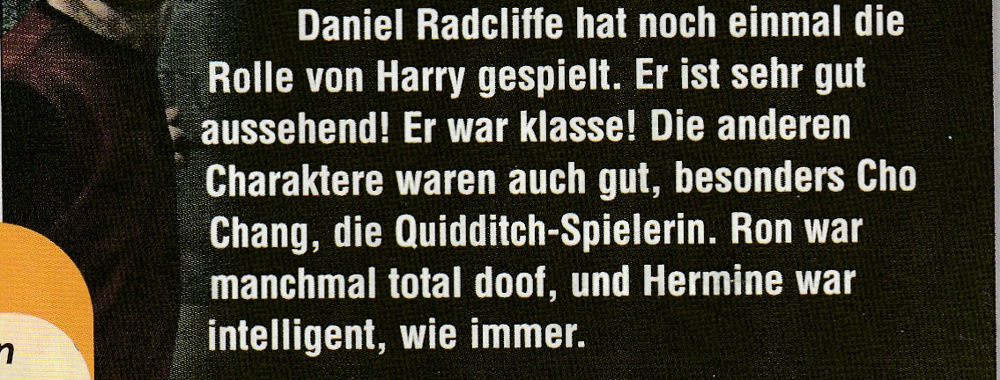 Daniel Radcliffe hat noch einmal die
Rolle von Harry gespielt. Er ist sehr gut
aussehend! Er war klasse! Die anderen
Charaktere waren auch gut, besonders Cho
Chang, die Quidditch-Spielerin. Ron war
manchmal total doof, und Hermine war
intelligent, wie immer.
n